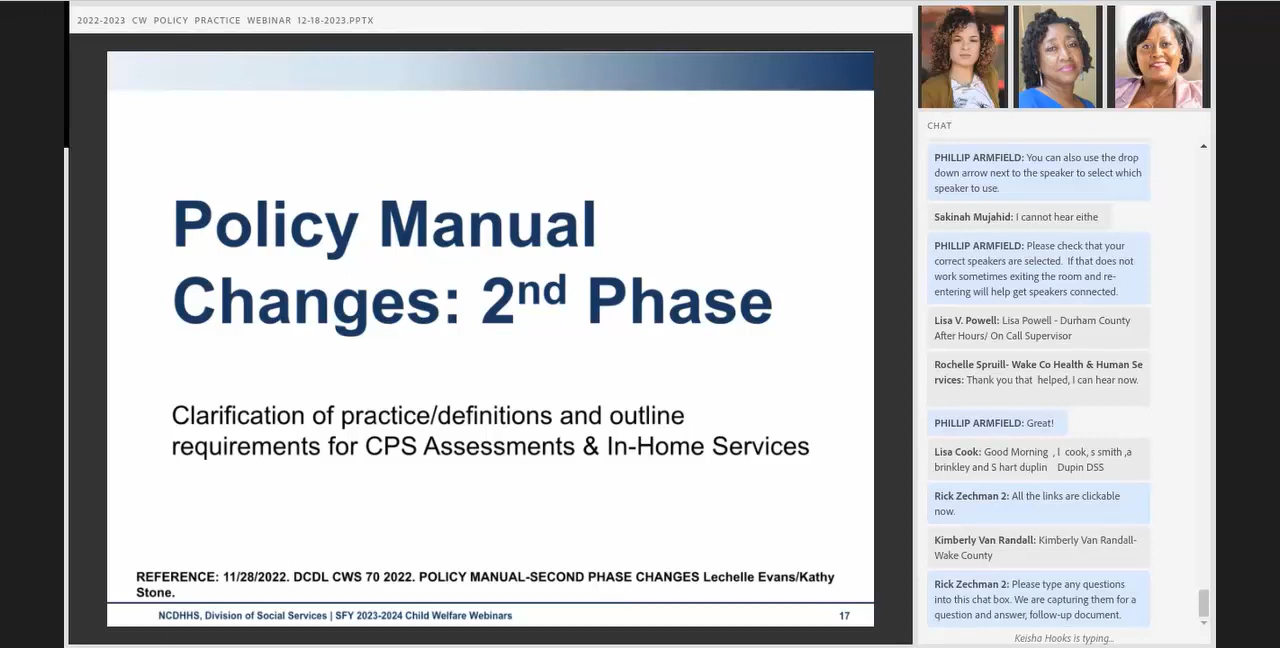 2022-2023 CW POLICY PRACTICE WEBINAR 12-18-2023.PPTX
Policy Manual
Changes: 2nd Phase
Clarification of practice/definitions and outline
requirements for CPS Assessments & In-Home Services
REFERENCE: 11/28/2022. DCDL CWS 70 2022. POLICY MANUAL-SECOND PHASE CHANGES Lechelle Evans/Kathy
Stone.
NCDHHS, Division of Social Services | SFY 2023-2024 Child Welfare Webinars
17
CHAT
PHILLIP ARMFIELD: You can also use the drop
down arrow next to the speaker to select which
speaker to use.
Sakinah Mujahid: I cannot hear eithe
PHILLIP ARMFIELD: Please check that your
correct speakers are selected. If that does not
work sometimes exiting the room and re-
entering will help get speakers connected.
Lisa V. Powell: Lisa Powell - Durham County
After Hours/ On Call Supervisor
Rochelle Spruill- Wake Co Health & Human Se
rvices: Thank you that helped, I can hear now.
PHILLIP ARMFIELD: Great!
Lisa Cook: Good Morning , l cook, s smith ,a
brinkley and S hart duplin Dupin DSS
Rick Zechman 2: All the links are clickable
now.
Kimberly Van Randall: Kimberly Van Randall-
Wake County
Rick Zechman 2: Please type any questions
into this chat box. We are capturing them for a
question and answer, follow-up document.
Keisha Hooks is typing...